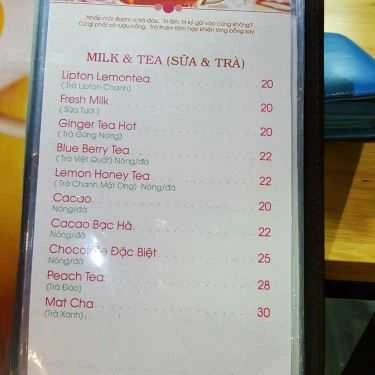 MILK & TEA (SỮA & TRÀ)
Lipton Lemontea 20
(Trà Lipton Chanh)
Fresh Milk 20
(Sữa Tươi)
Ginger Tea Hot 20
(Trà Gừng Nóng)
Blue Berry Tea 22
(Trà Việt Quất) Nóng/đá
Lemon Honey Tea 22
(Trà Chanh Mật Ong) Nóng/đá
Cacao 20
Nóng/đá
Cacao Bạc Hà 22
Nóng/đá
Chocolate Đặc Biệt 25
Nóng/đá
Peach Tea 28
(Trà Đào)
Mat Cha 30
(Trà Xanh)